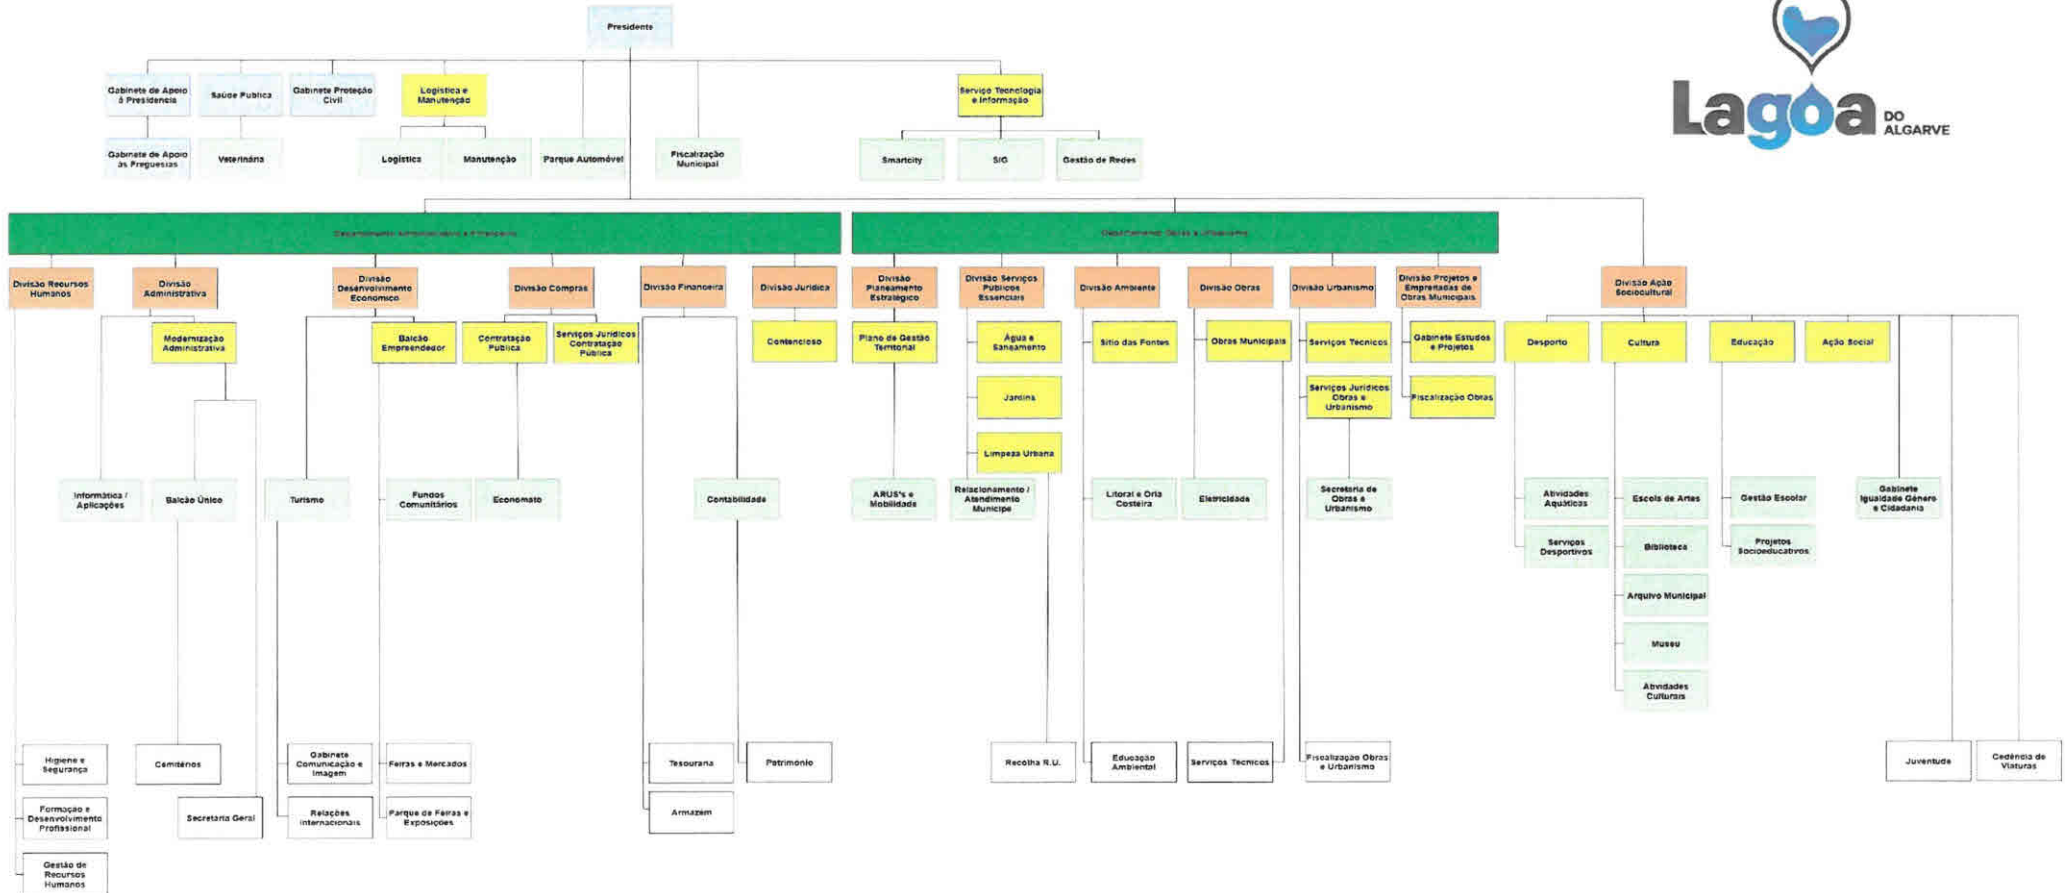 Presidente
Lagoa DO ALGARVE
Gabinete de Apoio
à Presidencia
Saúde Publica
Gabinete Proteção
Civil
Logistica e
Manutenção
Serviço Tecnologia
e Informação
Gabinete de Apoio
às Freguesias
Veterinária
Logística
Manutenção
Parque Automóvel
Fiscalização
Municipal
Smartcity
SIG
Gestão de Redes
Departamento Administrativo e Financeiro
Departamento Obras e Urbanismo
Divisão Recursos
Humanos
Divisão
Administrativa
Divisão
Desenvolvimento
Económico
Divisão Compras
Divisão Financeira
Divisão Jurídica
Divisão
Planeamento
Estratégico
Divisão Serviços
Públicos
Essenciais
Divisão Ambiente
Divisão Obras
Divisão Urbanismo
Divisão Projetos e
Empreitadas de
Obras Municipais
Divisão Ação
Sociocultural
Modernização
Administrativa
Balcão
Empreendedor
Contratação
Pública
Serviços Jurídicos
Contratação
Pública
Contencioso
Plano de Gestão
Territorial
Água e
Saneamento
Sítio das Fontes
Obras Municipais
Serviços Tecnicos
Gabinete Estudos
e Projetos
Desporto
Cultura
Educação
Ação Social
Jardins
Serviços Jurídicos
Obras e
Urbanismo
Fiscalização Obras
Limpeza Urbana
Informática /
Aplicações
Balcão Único
Turismo
Fundos
Comunitários
Economato
Contabilidade
ARUS's e
Mobilidade
Relacionamento /
Atendimento
Munícipe
Litoral e Orla
Costeira
Eletricidade
Secretaria de
Obras e
Urbanismo
Atividades
Aquáticas
Escola de Artes
Gestão Escolar
Gabinete
Igualdade Género
e Cidadania
Serviços
Desportivos
Biblioteca
Projetos
Socioeducativos
Arquivo Municipal
Museu
Atividades
Culturais
Higiene e
Segurança
Cemitérios
Gabinete
Comunicação e
Imagem
Feiras e Mercados
Tesouraria
Património
Recolha R.U.
Educação
Ambiental
Serviços Tecnicos
Fiscalização Obras
e Urbanismo
Juventude
Cedência de
Viaturas
Formação e
Desenvolvimento
Profissional
Secretaria Geral
Relações
Internacionais
Parque de Feiras e
Exposições
Armazém
Gestão de
Recursos
Humanos